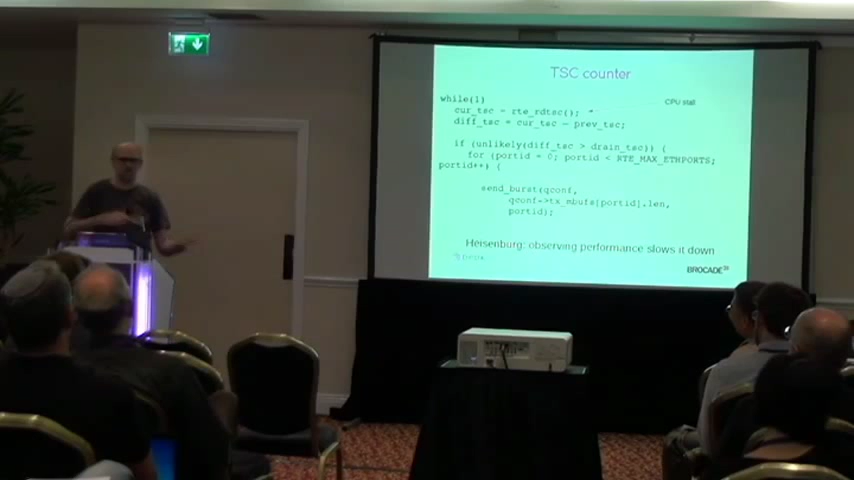 TSC counter
while(1)
CPU stall
cur_tsc = rte_rdtsc();
diff_tsc = cur_tsc - prev_tsc;
if (unlikely(diff_tsc > drain_tsc)) {
for (portid = 0; portid < RTE_MAX_ETHPORTS;
portid++) {
send_burst(qconf,
qconf->tx_mbufs[portid].len,
portid);
Heisenburg: observing performance slows it down
BROCADE